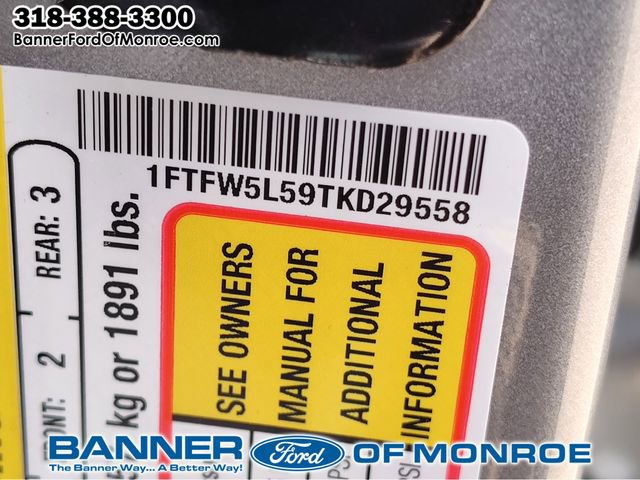 318-388-3300
BannerFordOfMonroe.com
1FTFW5L59TKD29558
REAR: 3
2
kg or 1891 lbs.
SEE OWNERS
MANUAL FOR
ADDITIONAL
INFORMATION
BANNER Ford OF MONROE
The Banner Way... A Better Way!